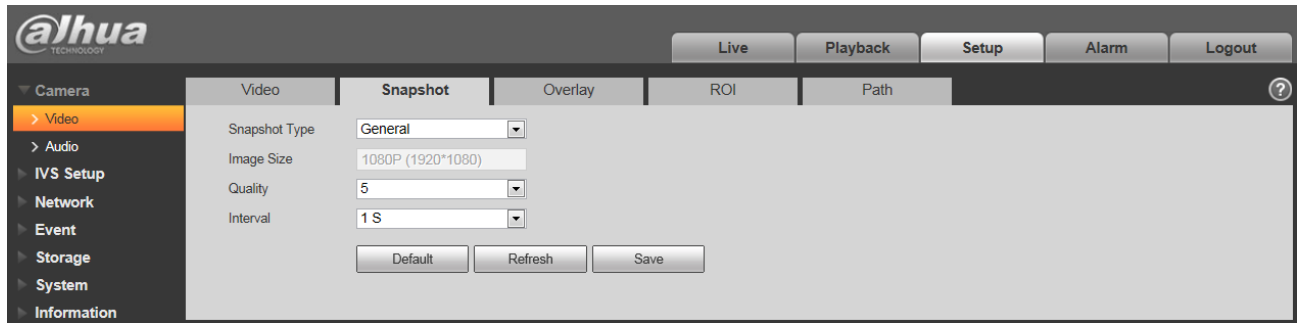 alhua
TECHNOLOGY
Live Playback Setup Alarm Logout
Camera Video Snapshot Overlay ROI Path ?
Video Snapshot Type General
Audio Image Size 1080P (1920*1080)
IVS Setup
Quality 5
Network
Interval 1 S
Event
Storage Default Refresh Save
System
Information